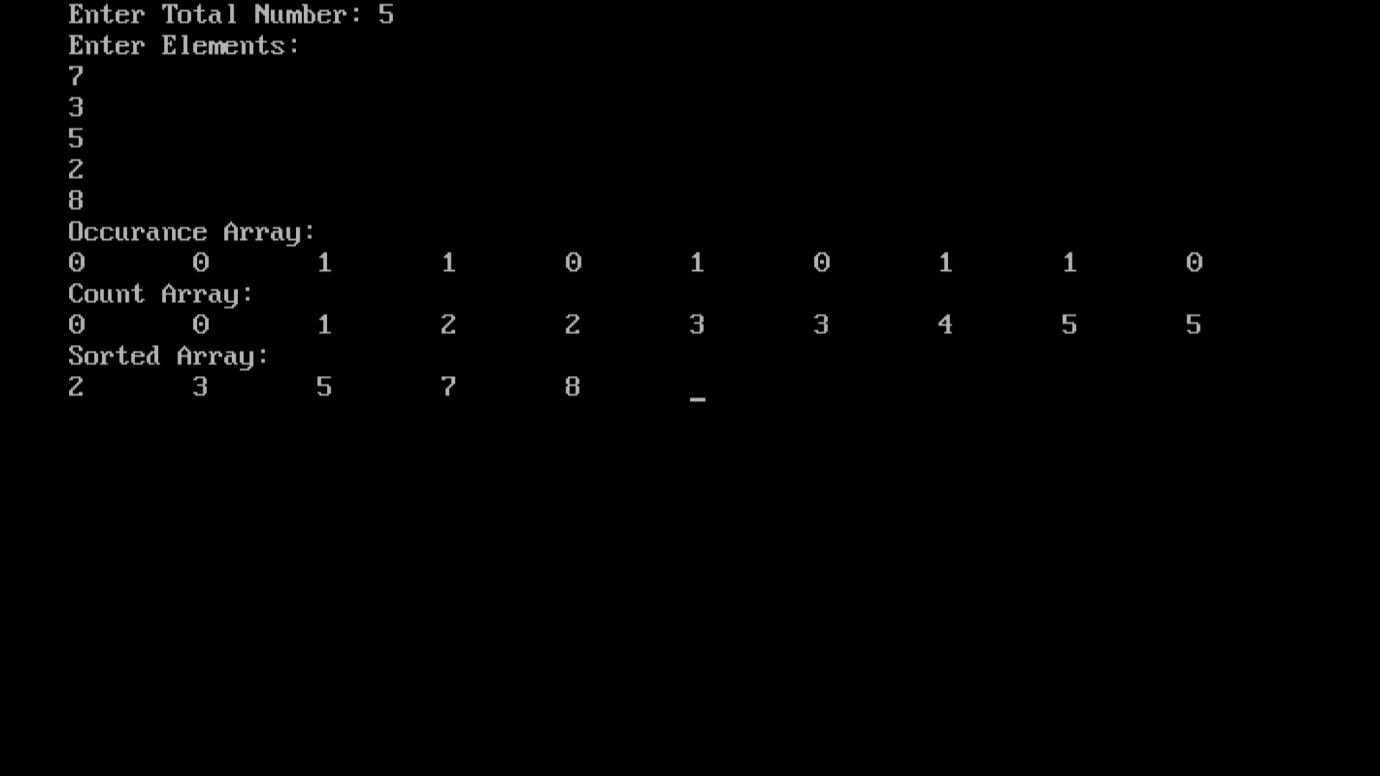 Enter Total Number: 5
Enter Elements:
7
3
5
2
8
Occurance Array:
0 0 1 1 0 1 0 1 1 0
Count Array:
0 0 1 2 2 3 3 4 5 5
Sorted Array:
2 3 5 7 8 _